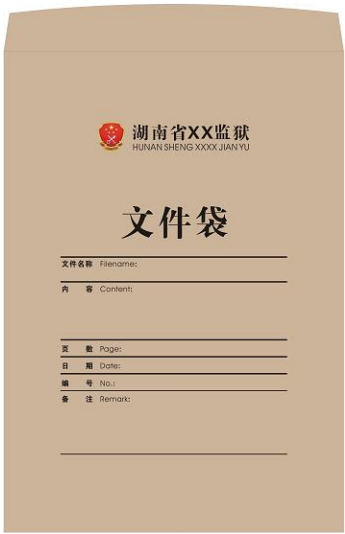 湖南省XX监狱
HUNAN SHENG XXXX JIAN YU
文件袋
文件名称 Filename:
内 容 Content:
页 数 Page:
日 期 Date:
编 号 No.:
备 注 Remark: